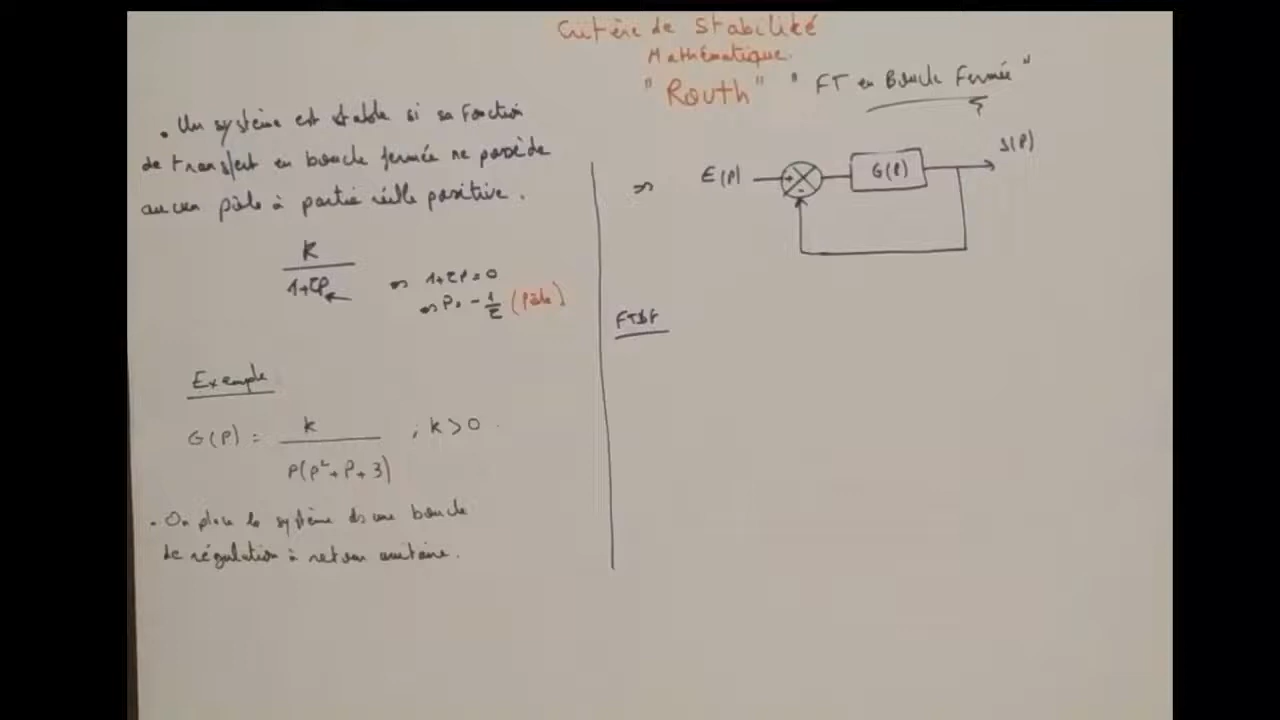 Critère de Stabilité
Mathématique.
"Routh" " FT en Boucle Fermée "
• Un système est stable si sa fonction
de transfert en boucle fermée ne possède
aucun pôle à partie réelle positive.
K
1+τP
⇒ 1+τP = 0
⇒ P = - 1/τ (Pôle)
Exemple
G(P) = K / P(P²+P+3) ; K > 0.
• On place le système ds une boucle
de régulation à retour unitaire.
⇒ E(P) + - G(P) S(P)
FTBF